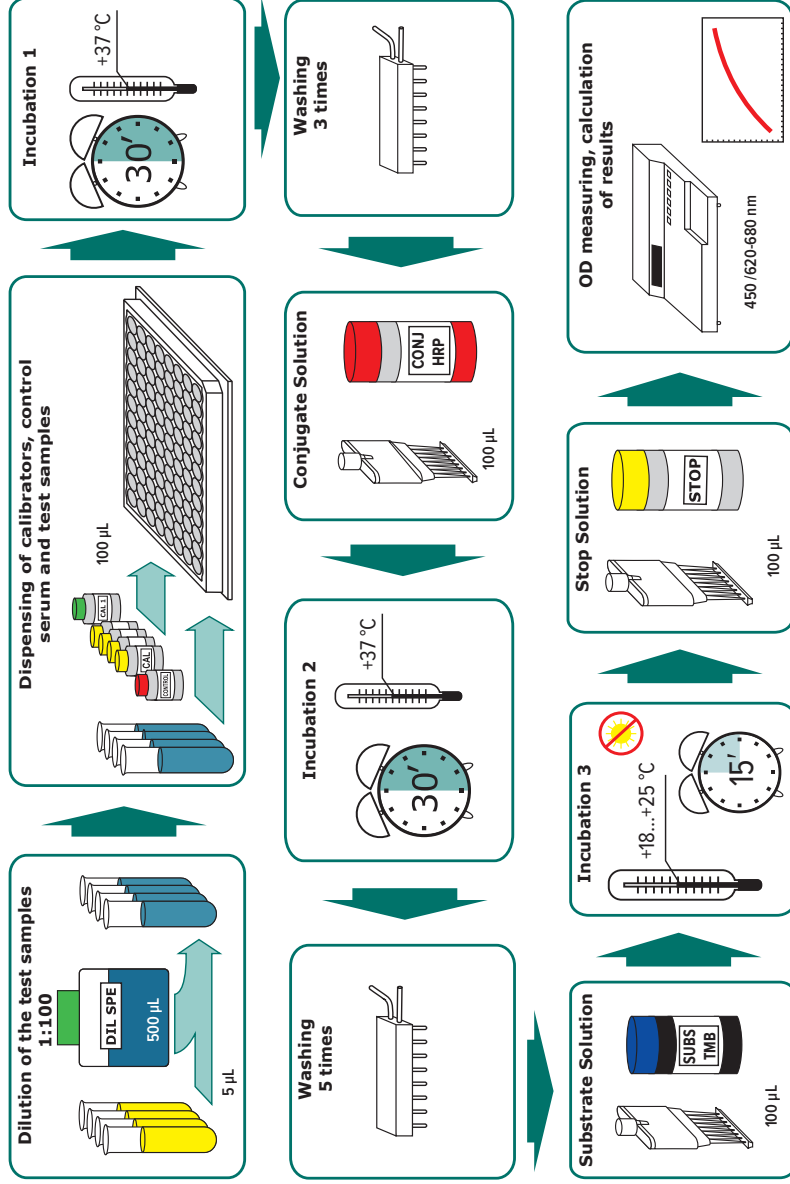 Dilution of the test samples
1:100
DIL SPE
500 µL
5 µL
Dispensing of calibrators, control
serum and test samples
CONTROL
CAL
CAL 1
100 µL
Incubation 1
30′
+37 °C
Washing
3 times
Conjugate Solution
CONJ
HRP
100 µL
Incubation 2
30′
+37 °C
Washing
5 times
Substrate Solution
SUBS
TMB
100 µL
Incubation 3
+18...+25 °C
15′
Stop Solution
STOP
100 µL
OD measuring, calculation
of results
450 /620-680 nm